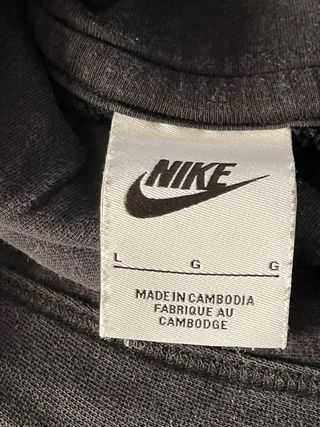 NIKE
L G G
MADE IN CAMBODIA
FABRIQUE AU
CAMBODGE